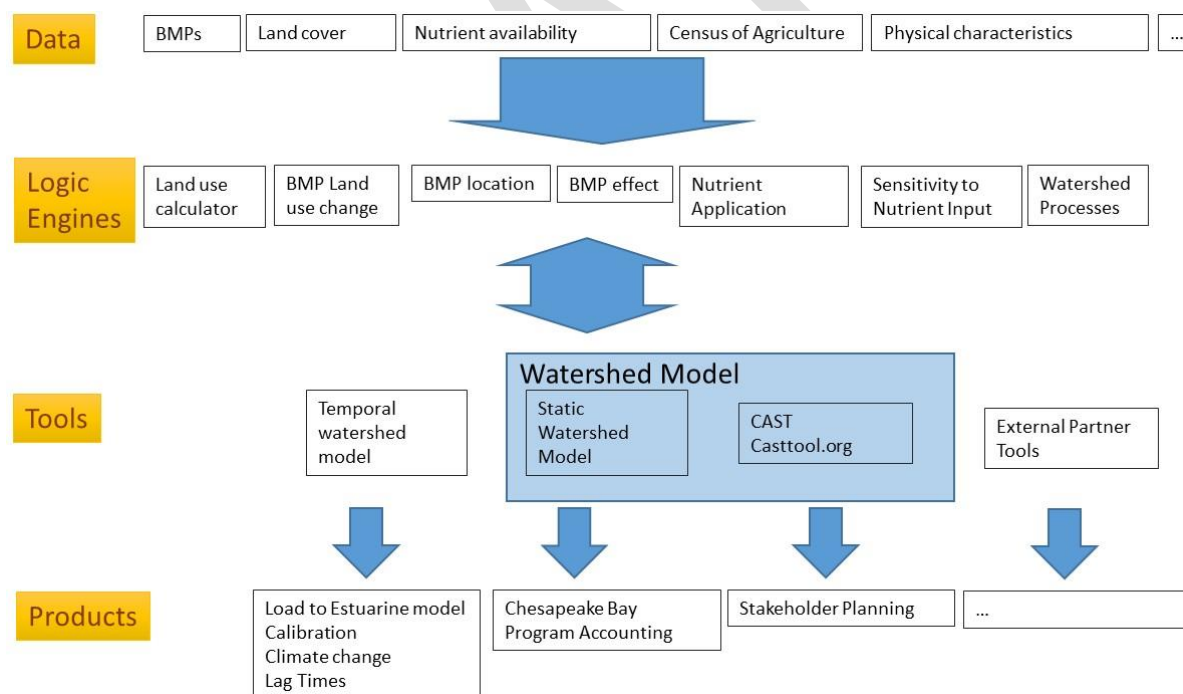 Data
BMPs
Land cover
Nutrient availability
Census of Agriculture
Physical characteristics
...
Logic
Engines
Land use
calculator
BMP Land
use change
BMP location
BMP effect
Nutrient
Application
Sensitivity to
Nutrient Input
Watershed
Processes
Tools
Temporal
watershed
model
Watershed Model
Static
Watershed
Model
CAST
Casttool.org
External Partner
Tools
Products
Load to Estuarine model
Calibration
Climate change
Lag Times
Chesapeake Bay
Program Accounting
Stakeholder Planning
...